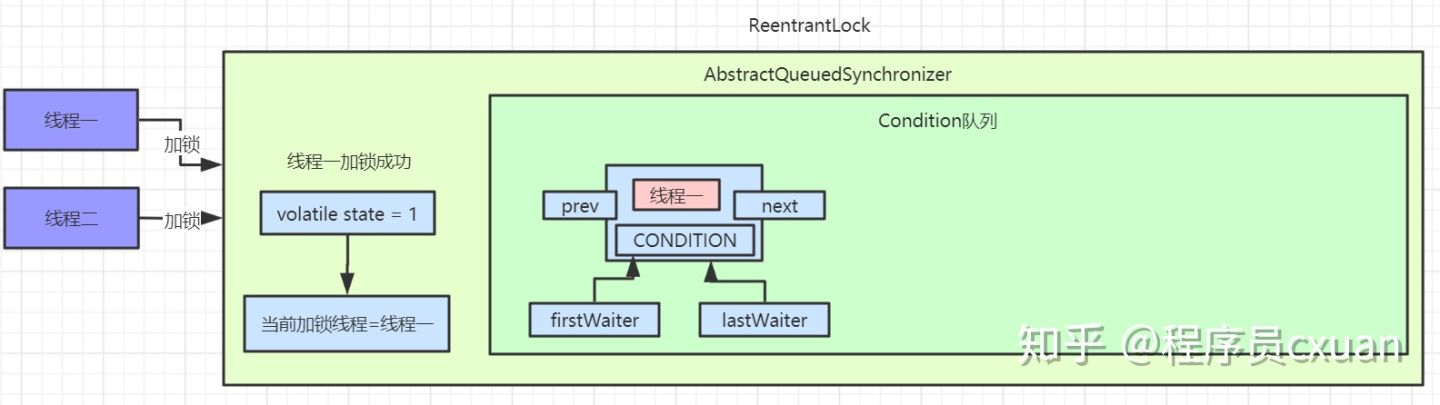 ReentrantLock
AbstractQueuedSynchronizer
Condition队列
线程一
加锁
线程二
加锁
线程一加锁成功
volatile state = 1
当前加锁线程=线程一
线程一
prev
next
CONDITION
firstWaiter
lastWaiter
知乎 @程序员cxuan